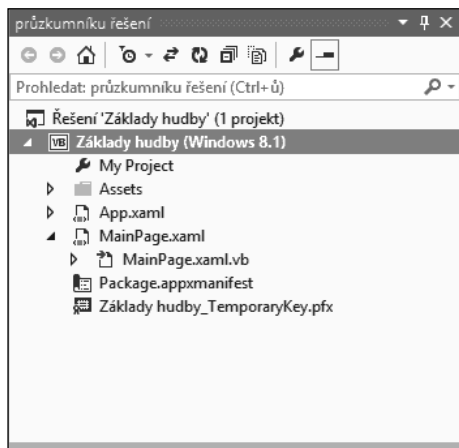 průzkumníku řešení
Prohledat: průzkumníku řešení (Ctrl+ů)
Řešení 'Základy hudby' (1 projekt)
VB Základy hudby (Windows 8.1)
My Project
Assets
App.xaml
MainPage.xaml
MainPage.xaml.vb
Package.appxmanifest
Základy hudby_TemporaryKey.pfx